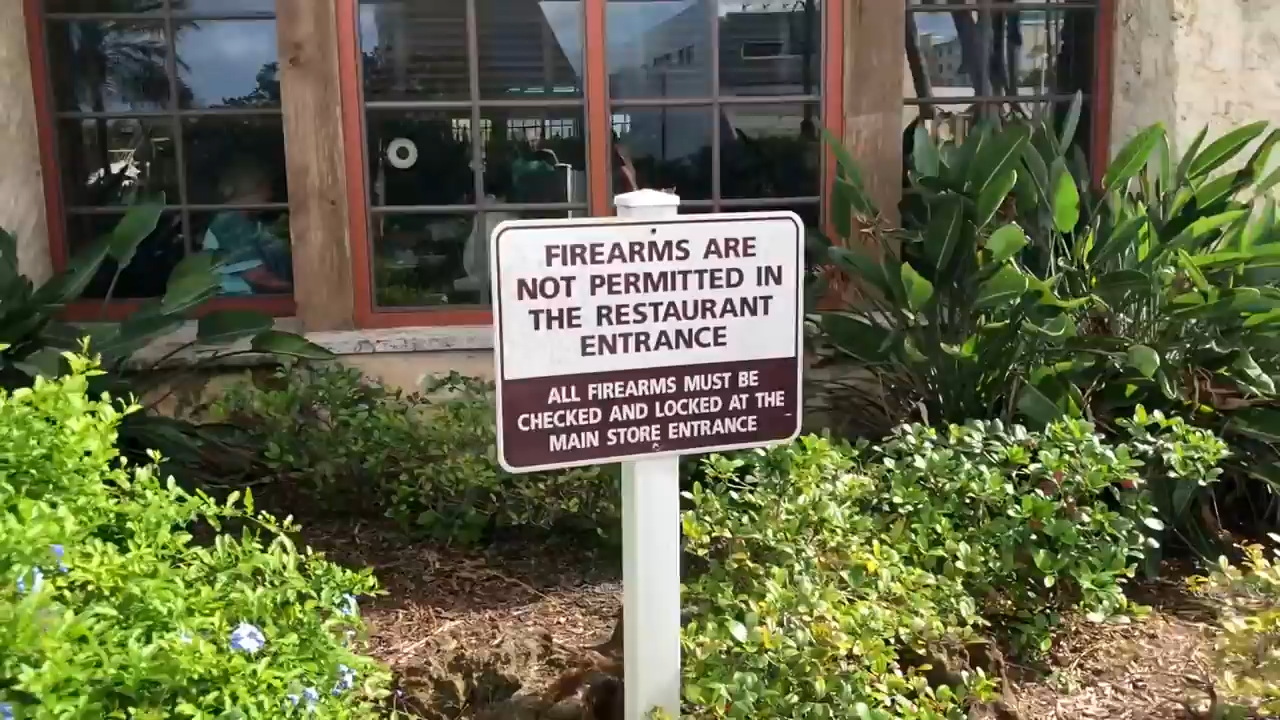 FIREARMS ARE
NOT PERMITTED IN
THE RESTAURANT
ENTRANCE
ALL FIREARMS MUST BE
CHECKED AND LOCKED AT THE
MAIN STORE ENTRANCE